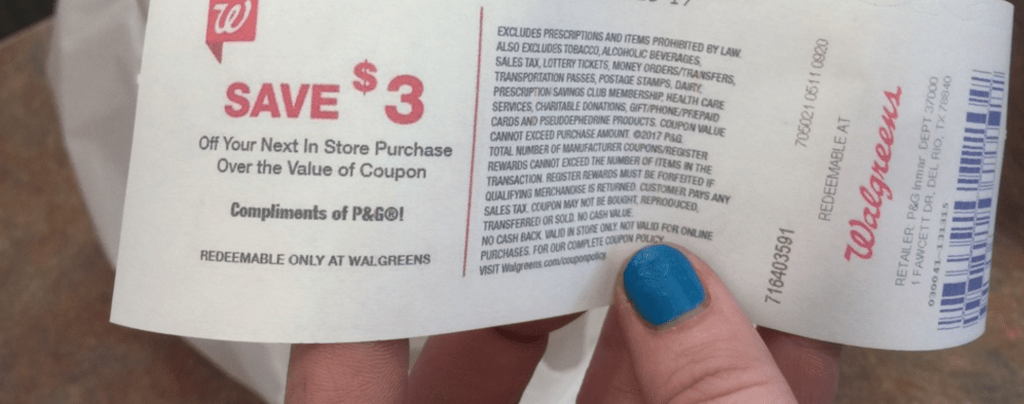 W
SAVE $3
Off Your Next In Store Purchase
Over the Value of Coupon
Compliments of P&G®!
REDEEMABLE ONLY AT WALGREENS
EXCLUDES PRESCRIPTIONS AND ITEMS PROHIBITED BY LAW.
ALSO EXCLUDES TOBACCO, ALCOHOLIC BEVERAGES,
SALES TAX, LOTTERY TICKETS, MONEY ORDERS/TRANSFERS,
TRANSPORTATION PASSES, POSTAGE STAMPS, DAIRY,
PRESCRIPTION SAVINGS CLUB MEMBERSHIP, HEALTH CARE
SERVICES, CHARITABLE DONATIONS, GIFT/PHONE/PREPAID
CARDS AND PSEUDOEPHEDRINE PRODUCTS. COUPON VALUE
CANNOT EXCEED PURCHASE AMOUNT. ©2017 P&G.
TOTAL NUMBER OF MANUFACTURER COUPONS/REGISTER
REWARDS CANNOT EXCEED THE NUMBER OF ITEMS IN THE
TRANSACTION. REGISTER REWARDS MUST BE FORFEITED IF
QUALIFYING MERCHANDISE IS RETURNED. CUSTOMER PAYS ANY
SALES TAX. COUPON MAY NOT BE BOUGHT, REPRODUCED,
TRANSFERRED OR SOLD. NO CASH VALUE.
NO CASH BACK. VALID IN STORE ONLY. NOT VALID FOR ONLINE
PURCHASES. FOR OUR COMPLETE COUPON POLICY
VISIT Walgreens.com/couponpolicy.
716403591
705021 0511 0920
REDEEMABLE AT
Walgreens
RETAILER: P&G Inmar DEPT 37000
1 FAWCETT DR, DEL RIO, TX 78840